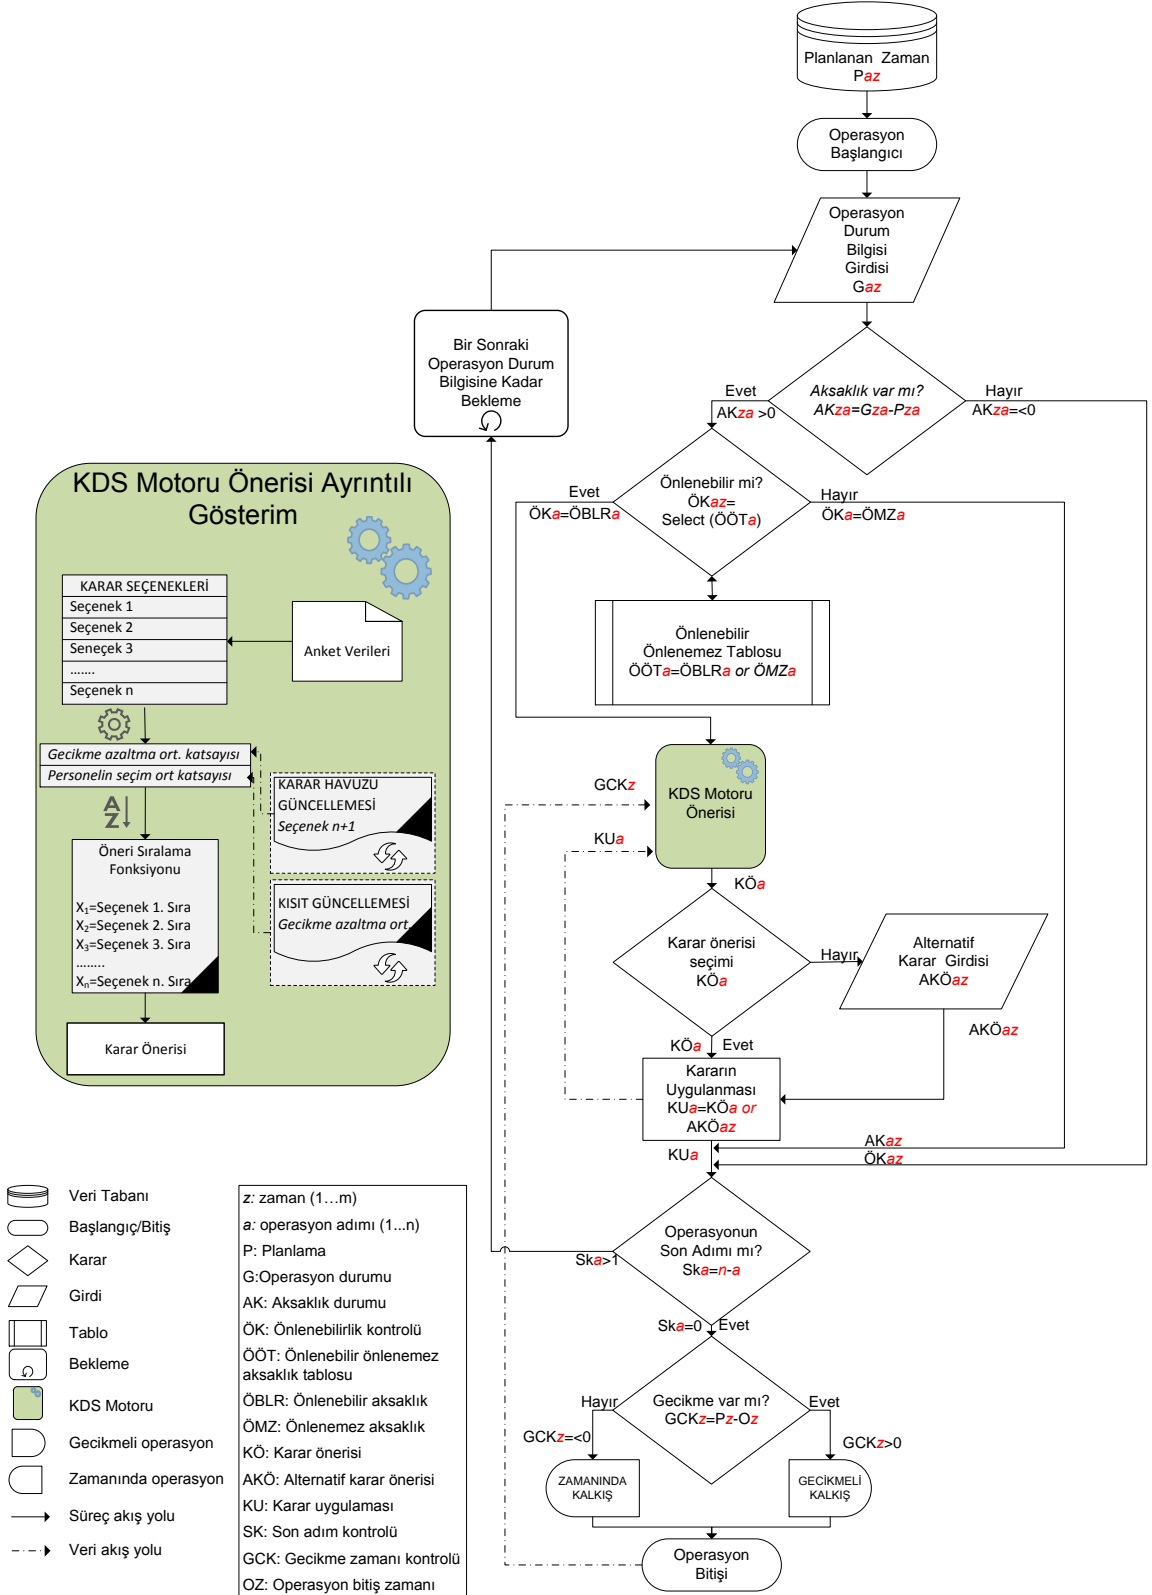 Planlanan Zaman
Paz
Operasyon
Başlangıcı
Operasyon
Durum
Bilgisi
Girdisi
Gaz
Bir Sonraki
Operasyon Durum
Bilgisine Kadar
Bekleme
Aksaklık var mı?
AKza=Gza-Pza
Evet
AKza >0
Hayır
AKza=<0
Önlenebilir mi?
ÖKaz=
Select (ÖÖTa)
Evet
ÖKa=ÖBLRa
Hayır
ÖKa=ÖMZa
Önlenebilir
Önlenemez Tablosu
ÖÖTa=ÖBLRa or ÖMZa
KDS Motoru
Önerisi
GCKz
KUa
KÖa
Karar önerisi
seçimi
KÖa
Hayır
Alternatif
Karar Girdisi
AKÖaz
AKÖaz
KÖa
Evet
Kararın
Uygulanması
KUa=KÖa or
AKÖaz
KUa
AKaz
ÖKaz
Operasyonun
Son Adımı mı?
Ska=n-a
Ska>1
Ska=0
Evet
Gecikme var mı?
GCKz=Pz-Oz
Hayır
GCKz=<0
Evet
GCKz>0
ZAMANINDA
KALKIŞ
GECİKMELİ
KALKIŞ
Operasyon
Bitişi
KDS Motoru Önerisi Ayrıntılı
Gösterim
KARAR SEÇENEKLERİ
Seçenek 1
Seçenek 2
Seneçek 3
.......
Seçenek n
Anket Verileri
Gecikme azaltma ort. katsayısı
Personelin seçim ort katsayısı
A
Z
KARAR HAVUZU
GÜNCELLEMESİ
Seçenek n+1
KISIT GÜNCELLEMESİ
Gecikme azaltma ort.
Öneri Sıralama
Fonksiyonu
X₁=Seçenek 1. Sıra
X₂=Seçenek 2. Sıra
X₃=Seçenek 3. Sıra
........
Xₙ=Seçenek n. Sıra
Karar Önerisi
Veri Tabanı
Başlangıç/Bitiş
Karar
Girdi
Tablo
Bekleme
KDS Motoru
Gecikmeli operasyon
Zamanında operasyon
Süreç akış yolu
Veri akış yolu
z: zaman (1...m)
a: operasyon adımı (1...n)
P: Planlama
G:Operasyon durumu
AK: Aksaklık durumu
ÖK: Önlenebilirlik kontrolü
ÖÖT: Önlenebilir önlenemez
aksaklık tablosu
ÖBLR: Önlenebilir aksaklık
ÖMZ: Önlenemez aksaklık
KÖ: Karar önerisi
AKÖ: Alternatif karar önerisi
KU: Karar uygulaması
SK: Son adım kontrolü
GCK: Gecikme zamanı kontrolü
OZ: Operasyon bitiş zamanı